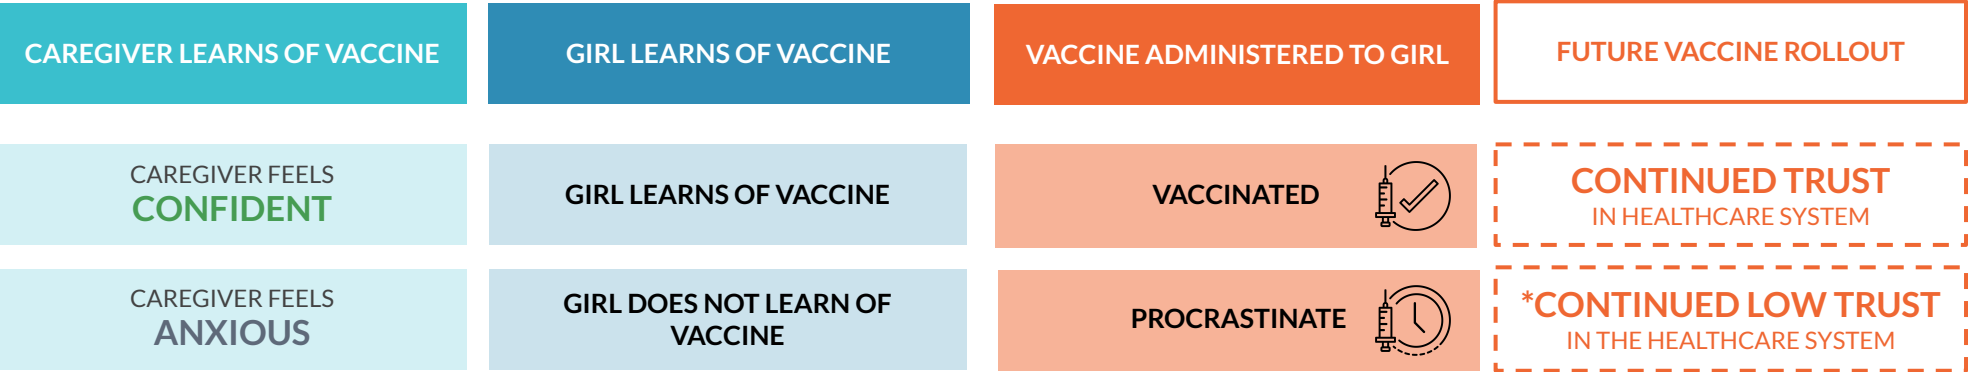 CAREGIVER LEARNS OF VACCINE
GIRL LEARNS OF VACCINE
VACCINE ADMINISTERED TO GIRL
FUTURE VACCINE ROLLOUT
CAREGIVER FEELS
CONFIDENT
GIRL LEARNS OF VACCINE
VACCINATED
CONTINUED TRUST
IN HEALTHCARE SYSTEM
CAREGIVER FEELS
ANXIOUS
GIRL DOES NOT LEARN OF
VACCINE
PROCRASTINATE
*CONTINUED LOW TRUST
IN THE HEALTHCARE SYSTEM